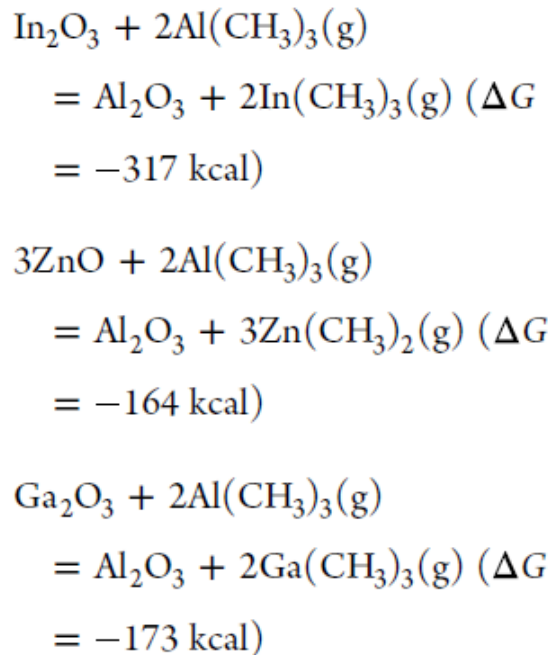 In₂O₃ + 2Al(CH₃)₃(g)
= Al₂O₃ + 2In(CH₃)₃(g) (ΔG
= −317 kcal)
3ZnO + 2Al(CH₃)₃(g)
= Al₂O₃ + 3Zn(CH₃)₂(g) (ΔG
= −164 kcal)
Ga₂O₃ + 2Al(CH₃)₃(g)
= Al₂O₃ + 2Ga(CH₃)₃(g) (ΔG
= −173 kcal)